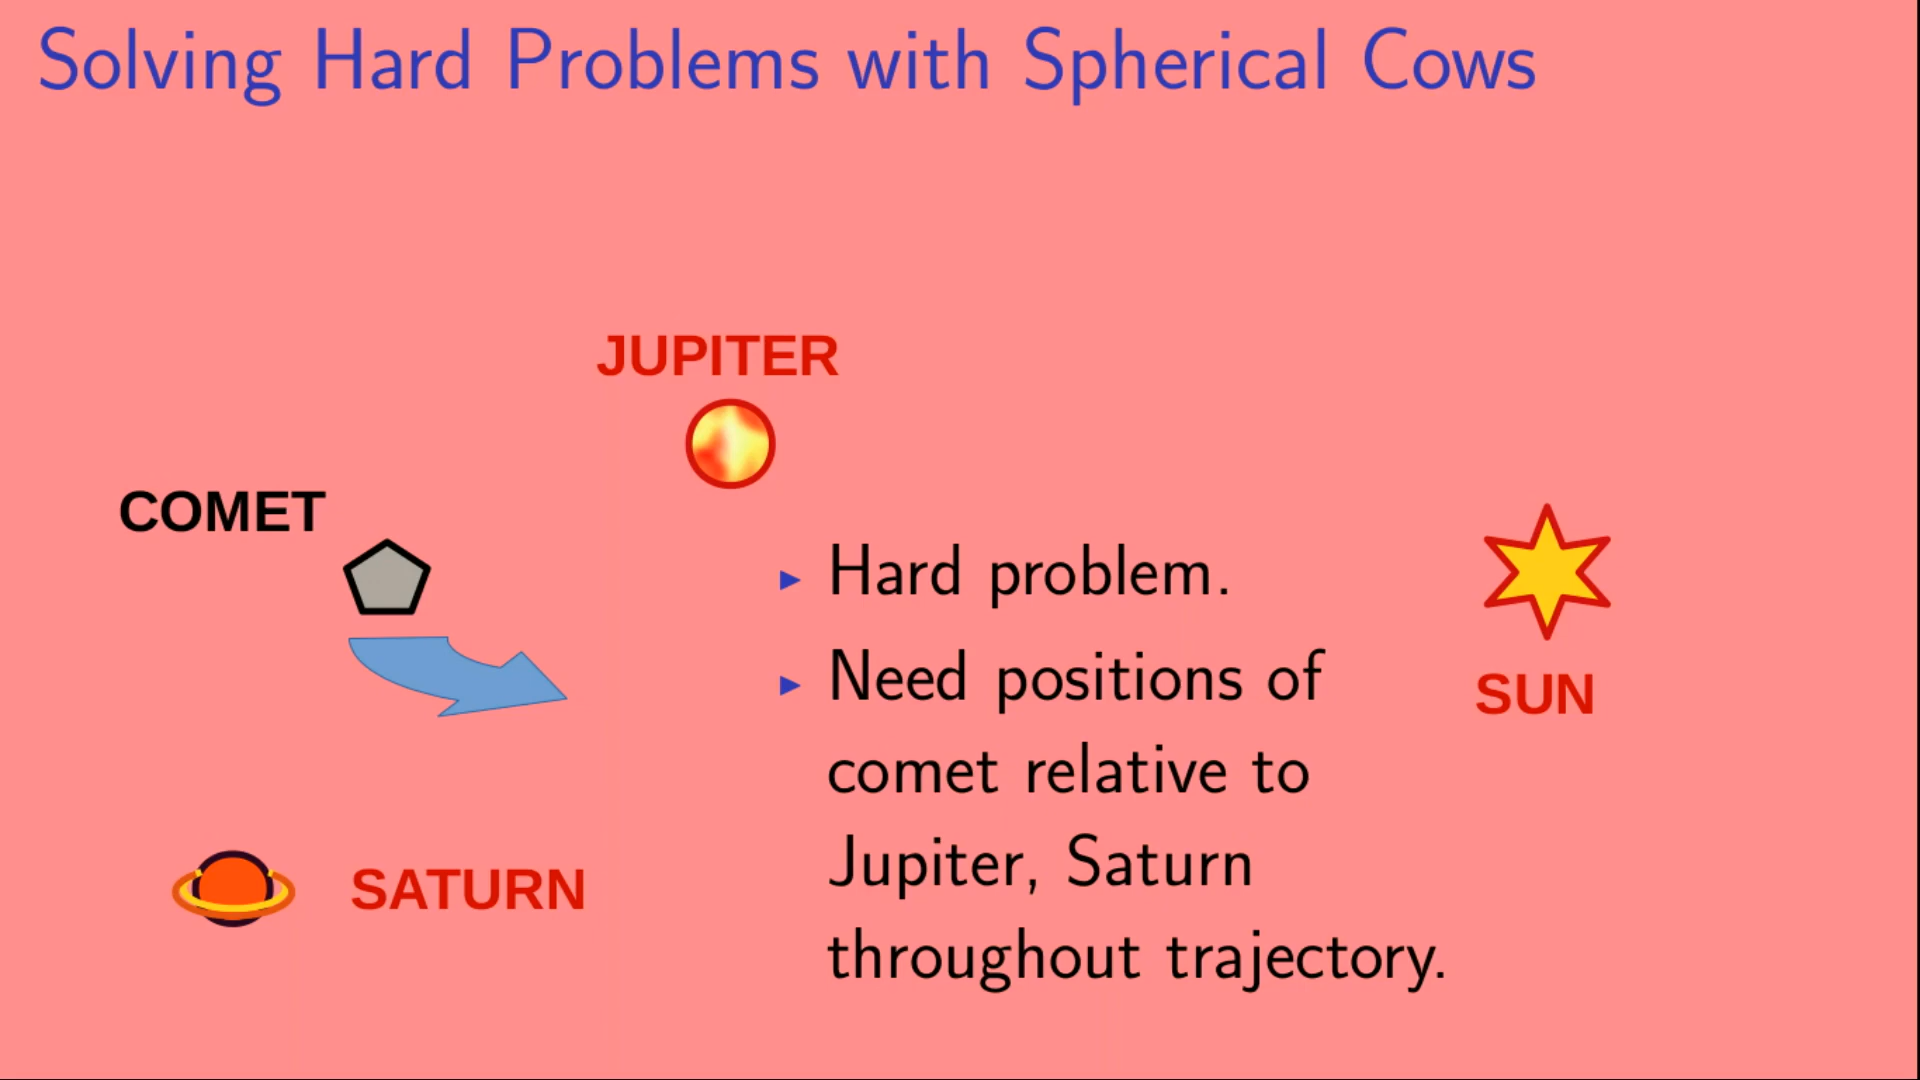 Solving Hard Problems with Spherical Cows
JUPITER
COMET
▸ Hard problem.
▸ Need positions of
comet relative to
Jupiter, Saturn
throughout trajectory.
SUN
SATURN